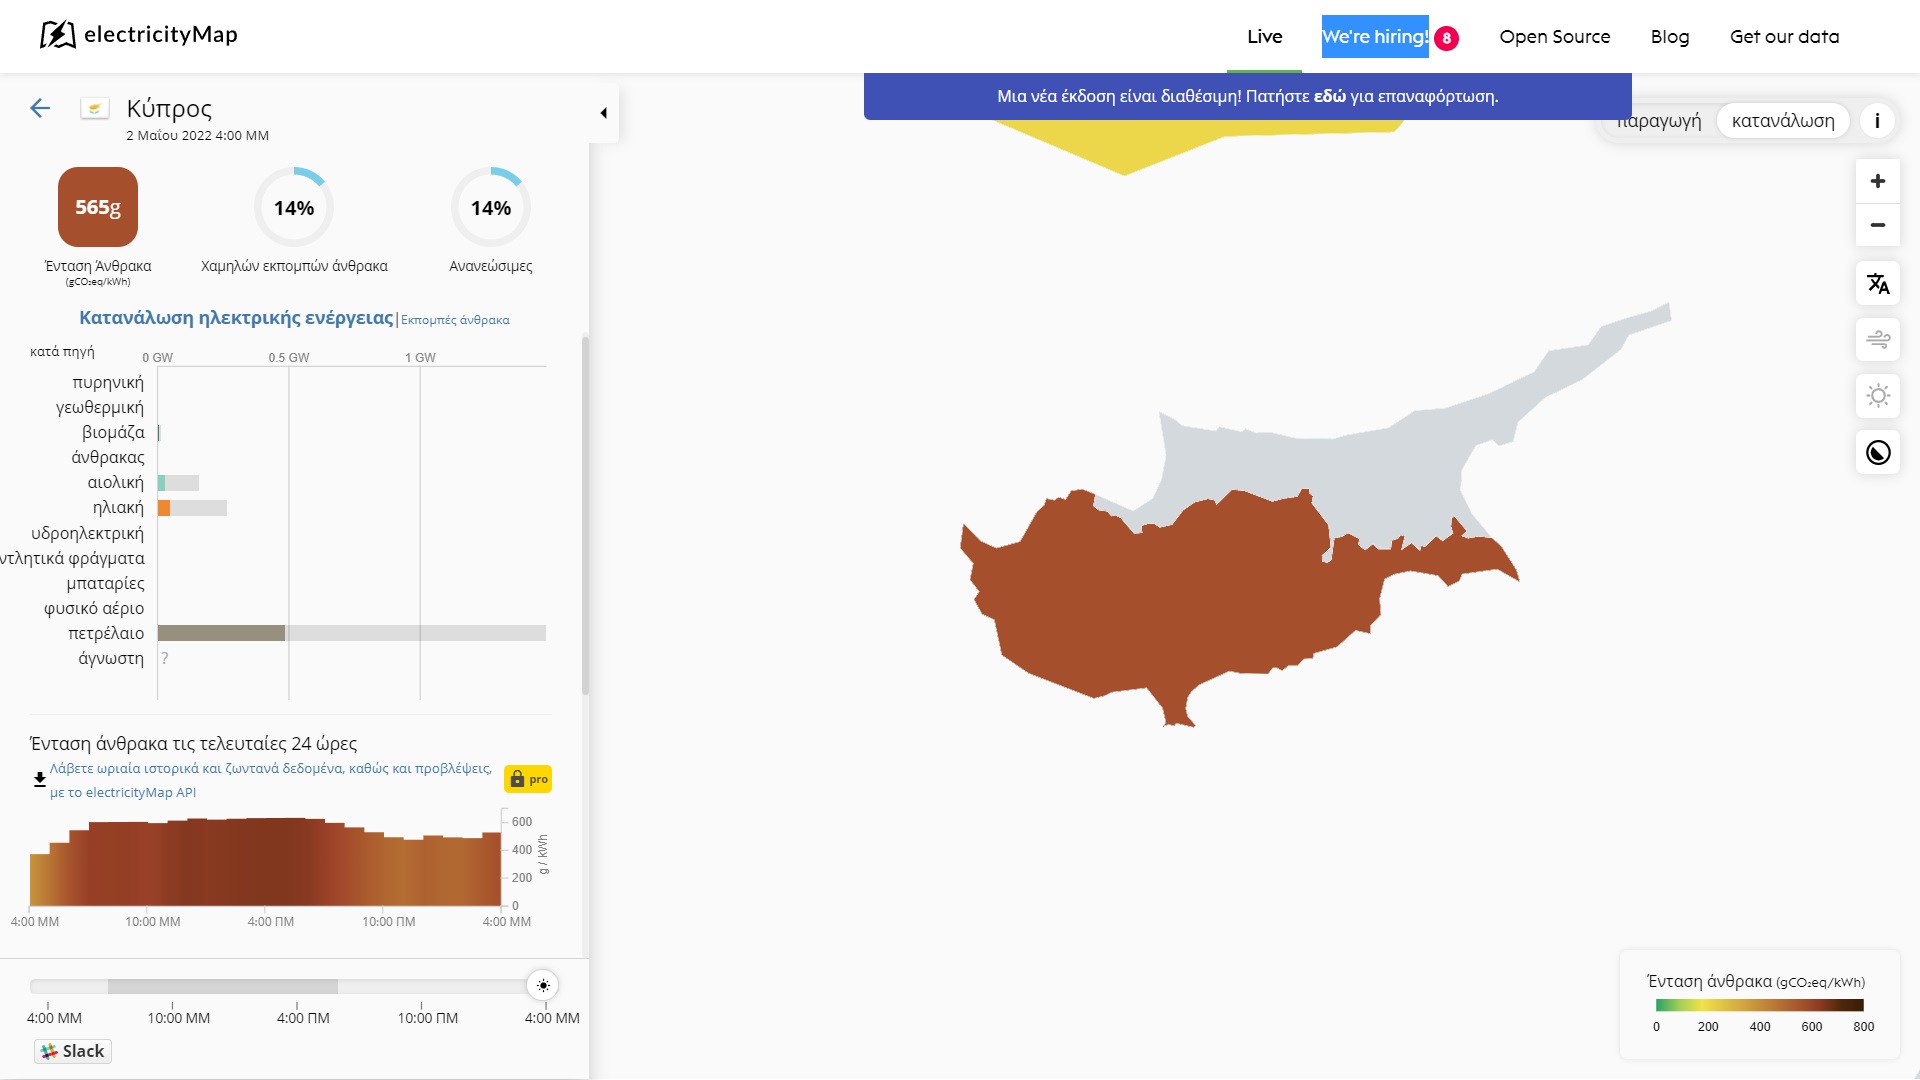 electricityMap
Live
We're hiring! 8
Open Source
Blog
Get our data
Μια νέα έκδοση είναι διαθέσιμη! Πατήστε εδώ για επαναφόρτωση.
παραγωγή
κατανάλωση
i
Κύπρος
2 Μαΐου 2022 4:00 ΜΜ
565g
14%
14%
Ένταση Άνθρακα
(gCO₂eq/kWh)
Χαμηλών εκπομπών άνθρακα
Ανανεώσιμες
Κατανάλωση ηλεκτρικής ενέργειας|Εκπομπές άνθρακα
κατά πηγή
0 GW
0.5 GW
1 GW
πυρηνική
γεωθερμική
βιομάζα
άνθρακας
αιολική
ηλιακή
υδροηλεκτρική
ντλητικά φράγματα
μπαταρίες
φυσικό αέριο
πετρέλαιο
άγνωστη
?
Ένταση άνθρακα τις τελευταίες 24 ώρες
Λάβετε ωριαία ιστορικά και ζωντανά δεδομένα, καθώς και προβλέψεις,
με το electricityMap API
pro
600
400
200
0
g / kWh
4:00 ΜΜ
10:00 ΜΜ
4:00 ΠΜ
10:00 ΠΜ
4:00 ΜΜ
4:00 ΜΜ
10:00 ΜΜ
4:00 ΠΜ
10:00 ΠΜ
4:00 ΜΜ
Slack
Ένταση άνθρακα (gCO₂eq/kWh)
0
200
400
600
800